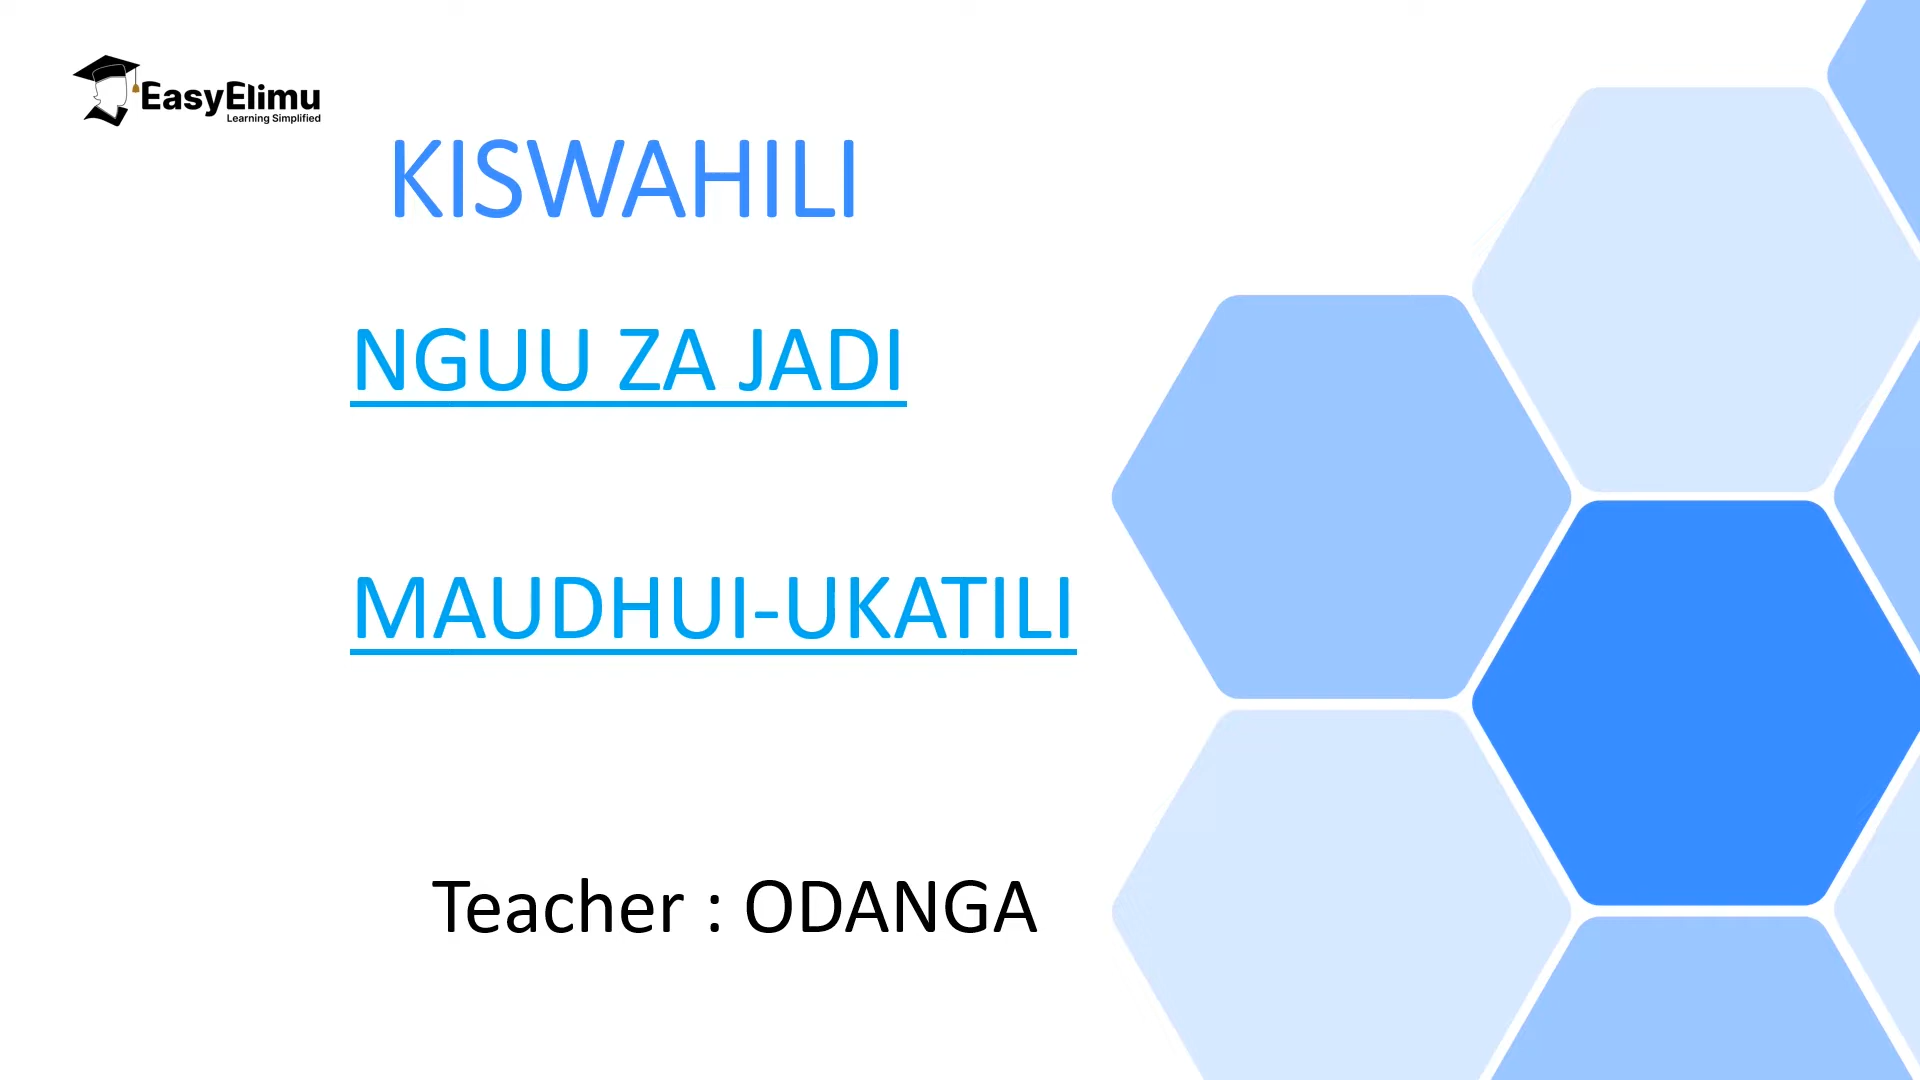 EasyElimu
Learning Simplified
KISWAHILI
NGUU ZA JADI
MAUDHUI-UKATILI
Teacher : ODANGA